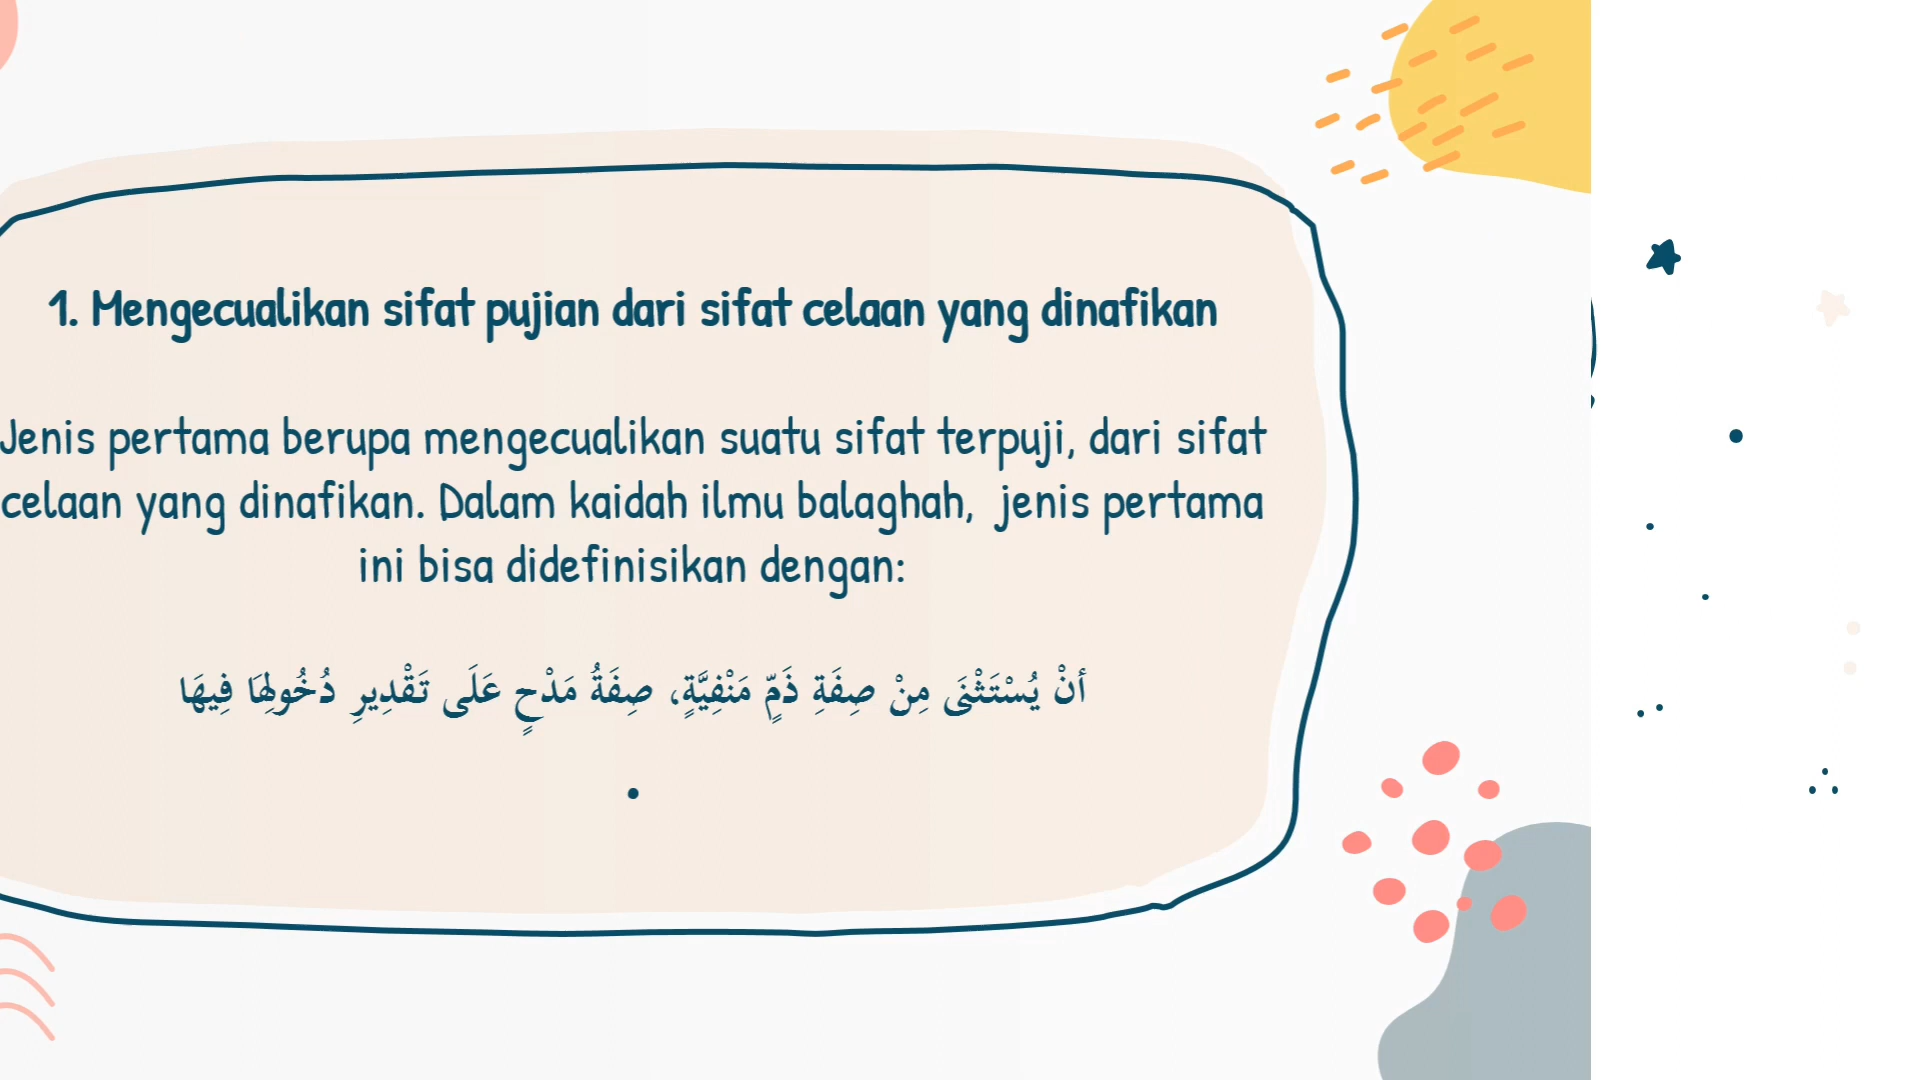 1. Mengecualikan sifat pujian dari sifat celaan yang dinafikan
Jenis pertama berupa mengecualikan suatu sifat terpuji, dari sifat
celaan yang dinafikan. Dalam kaidah ilmu balaghah, jenis pertama
ini bisa didefinisikan dengan:
أنْ يُسْتَثْنَى مِنْ صِفَةِ ذَمٍّ مَنْفِيَّةٍ، صِفَةُ مَدْحٍ عَلَى تَقْدِيرِ دُخُولِهَا فِيهَا
.